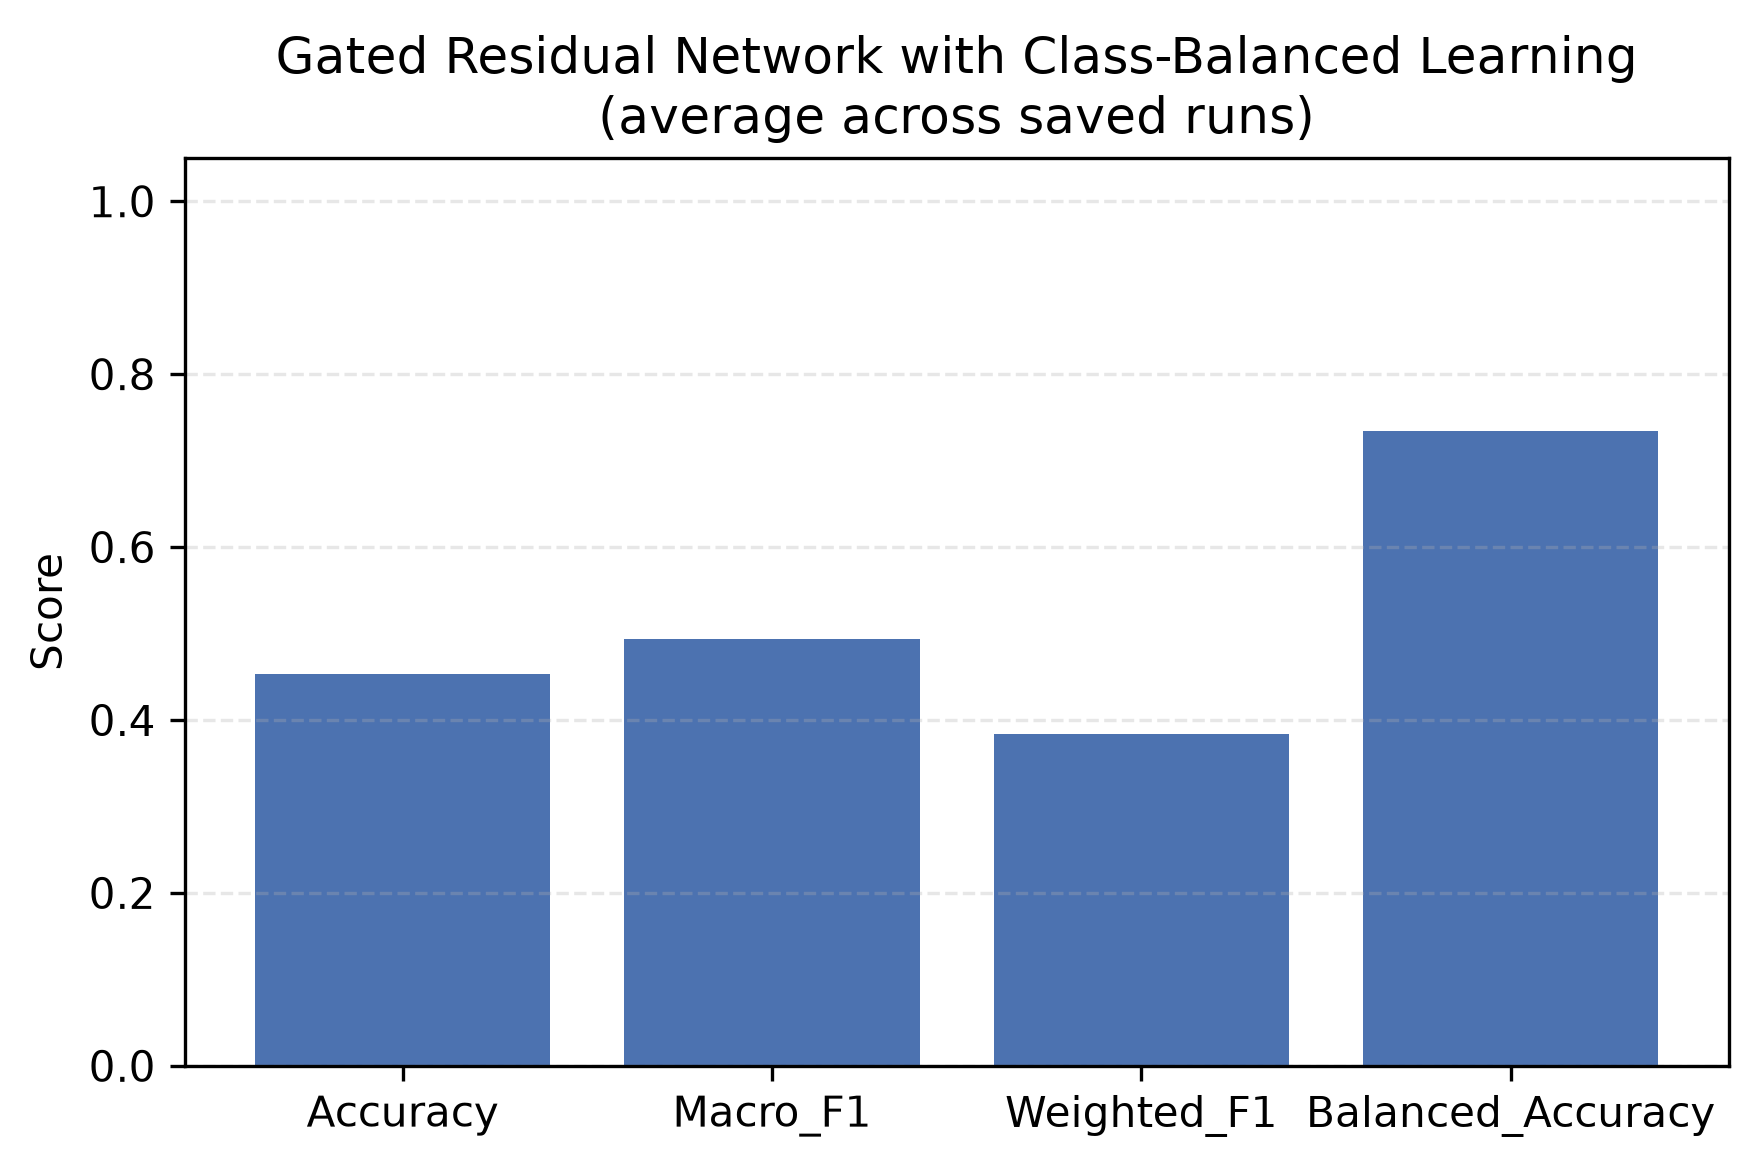 Gated Residual Network with Class-Balanced Learning
(average across saved runs)
1.0
0.8
0.6
0.4
0.2
0.0
Score
Accuracy Macro_F1 Weighted_F1 Balanced_Accuracy